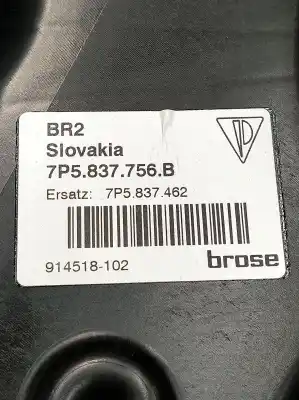 BR2
Slovakia
7P5.837.756.B
Ersatz: 7P5.837.462
914518-102
brose